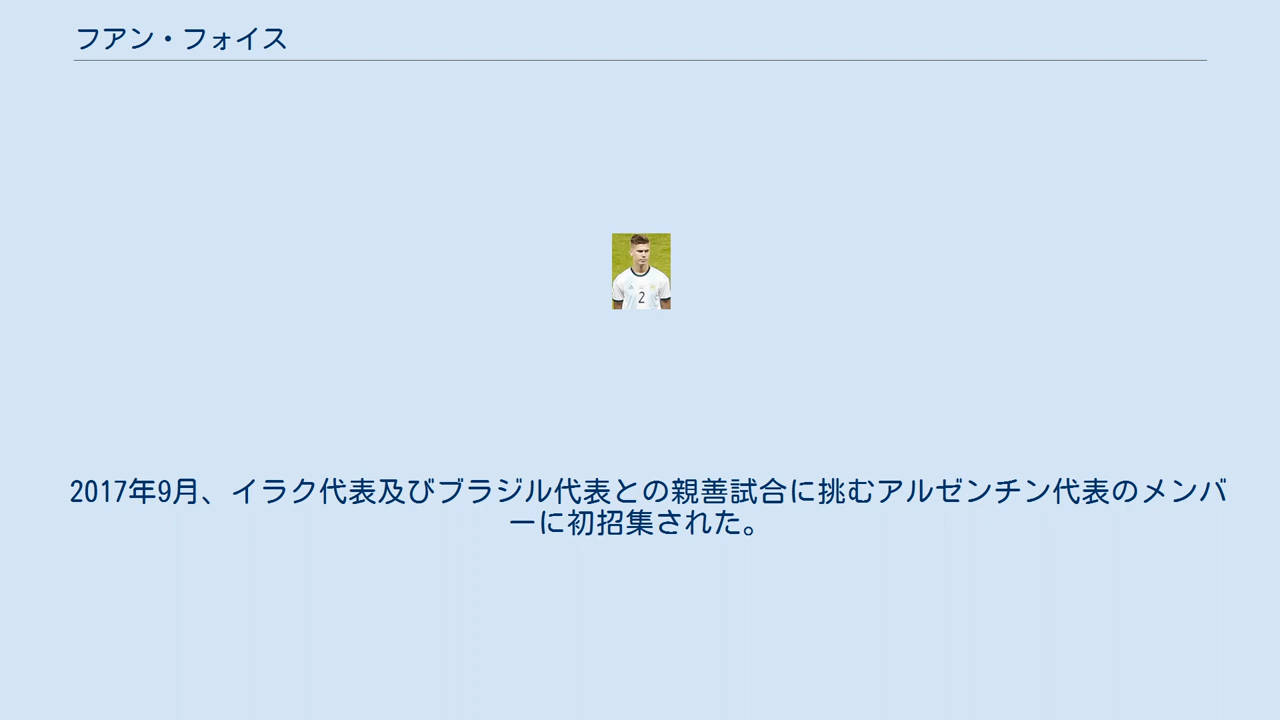 フアン・フォイス
2
2017年9月、イラク代表及びブラジル代表との親善試合に挑むアルゼンチン代表のメンバ
ーに初招集された。